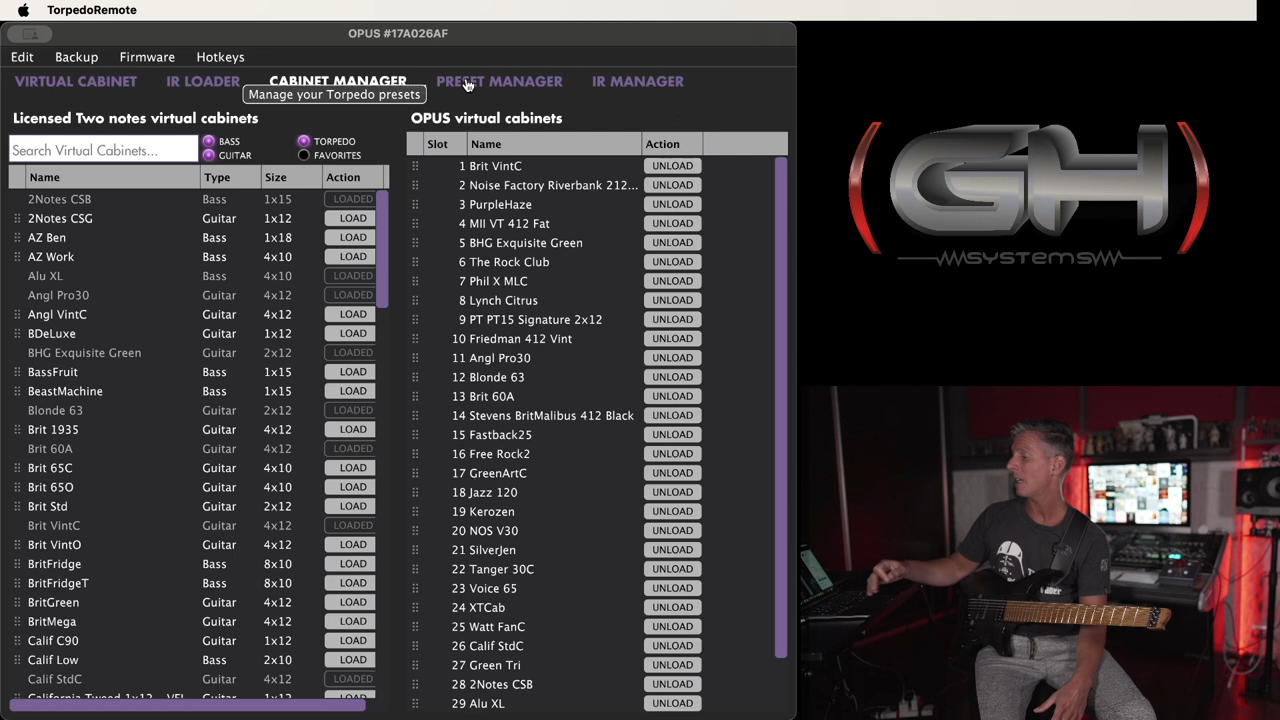 TorpedoRemote
OPUS #17A026AF
Edit Backup Firmware Hotkeys
VIRTUAL CABINET IR LOADER CABINET MANAGER PRESET MANAGER IR MANAGER
Manage your Torpedo presets
Licensed Two notes virtual cabinets
Search Virtual Cabinets...
BASS
GUITAR
TORPEDO
FAVORITES
Name Type Size Action
2Notes CSB Bass 1x15 LOADED
2Notes CSG Guitar 1x12 LOAD
AZ Ben Bass 1x18 LOAD
AZ Work Bass 4x10 LOAD
Alu XL Bass 4x10 LOADED
Angl Pro30 Guitar 4x12 LOADED
Angl VintC Guitar 4x12 LOAD
BDeLuxe Guitar 1x12 LOAD
BHG Exquisite Green Guitar 2x12 LOADED
BassFruit Bass 1x15 LOAD
BeastMachine Bass 1x15 LOAD
Blonde 63 Guitar 2x12 LOADED
Brit 1935 Guitar 4x12 LOAD
Brit 60A Guitar 4x12 LOADED
Brit 65C Guitar 4x10 LOAD
Brit 65O Guitar 4x10 LOAD
Brit Std Guitar 2x12 LOAD
Brit VintC Guitar 4x12 LOADED
Brit VintO Guitar 4x12 LOAD
BritFridge Bass 8x10 LOAD
BritFridgeT Bass 8x10 LOAD
BritGreen Guitar 4x12 LOAD
BritMega Guitar 4x12 LOAD
Calif C90 Guitar 1x12 LOAD
Calif Low Bass 2x10 LOAD
Calif StdC Guitar 4x12 LOADED
California Tweed 1x12 Guitar 1x12 LOAD
OPUS virtual cabinets
Slot Name Action
1 Brit VintC UNLOAD
2 Noise Factory Riverbank 212... UNLOAD
3 PurpleHaze UNLOAD
4 MII VT 412 Fat UNLOAD
5 BHG Exquisite Green UNLOAD
6 The Rock Club UNLOAD
7 Phil X MLC UNLOAD
8 Lynch Citrus UNLOAD
9 PT PT15 Signature 2x12 UNLOAD
10 Friedman 412 Vint UNLOAD
11 Angl Pro30 UNLOAD
12 Blonde 63 UNLOAD
13 Brit 60A UNLOAD
14 Stevens BritMalibus 412 Black UNLOAD
15 Fastback25 UNLOAD
16 Free Rock2 UNLOAD
17 GreenArtC UNLOAD
18 Jazz 120 UNLOAD
19 Kerozen UNLOAD
20 NOS V30 UNLOAD
21 SilverJen UNLOAD
22 Tanger 30C UNLOAD
23 Voice 65 UNLOAD
24 XTCab UNLOAD
25 Watt FanC UNLOAD
26 Calif StdC UNLOAD
27 Green Tri UNLOAD
28 2Notes CSB UNLOAD
29 Alu XL UNLOAD
GH
SYSTEMS